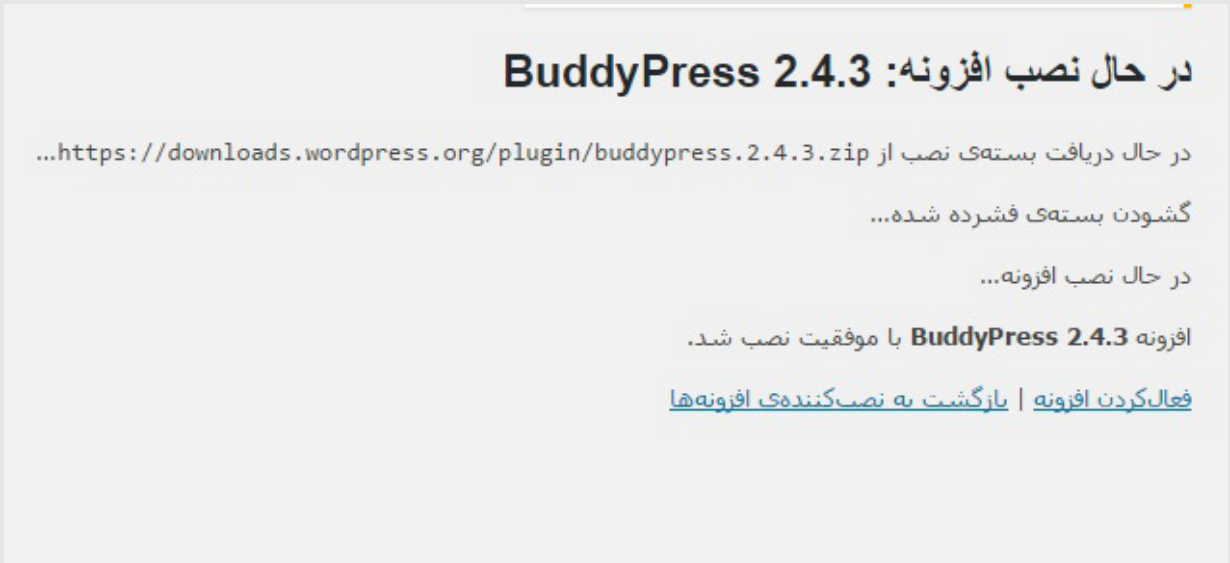 در حال نصب افزونه: BuddyPress 2.4.3
در حال دریافت بسته‌ی نصب از https://downloads.wordpress.org/plugin/buddypress.2.4.3.zip…
گشودن بسته‌ی فشرده شده…
در حال نصب افزونه…
افزونه BuddyPress 2.4.3 با موفقیت نصب شد.
فعال‌کردن افزونه | بازگشت به نصب‌کننده‌ی افزونه‌ها